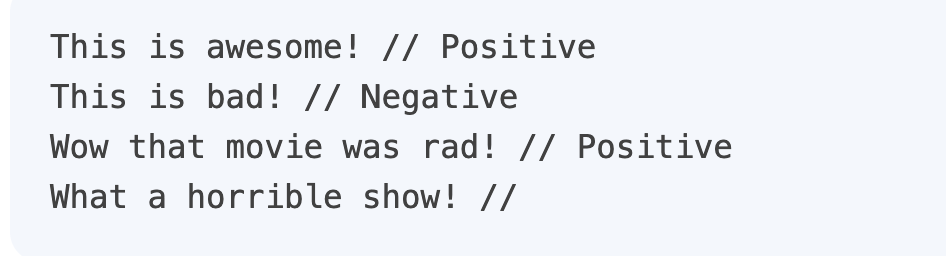 This is awesome! // Positive
This is bad! // Negative
Wow that movie was rad! // Positive
What a horrible show! //